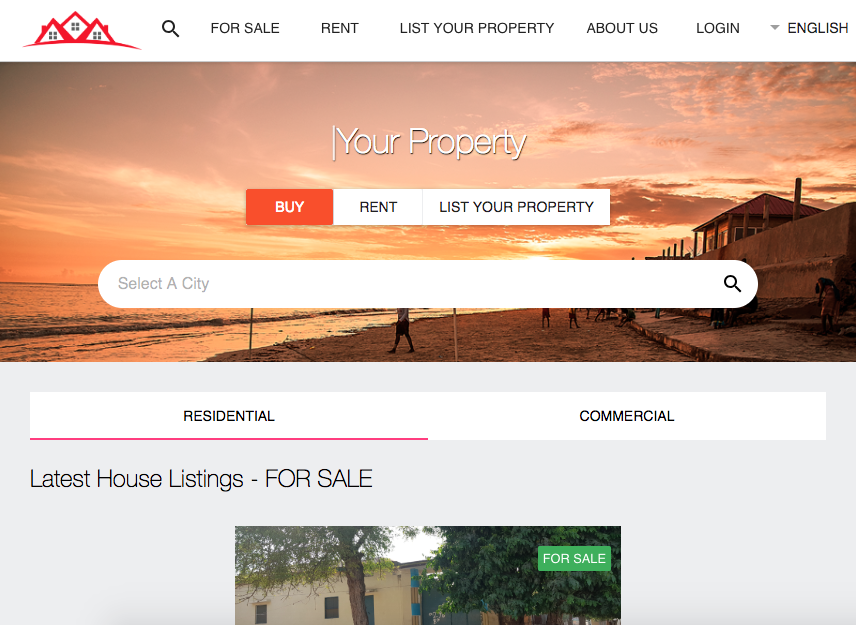 FOR SALE RENT LIST YOUR PROPERTY ABOUT US LOGIN ENGLISH
Your Property
BUY RENT LIST YOUR PROPERTY
Select A City
RESIDENTIAL COMMERCIAL
Latest House Listings - FOR SALE
FOR SALE